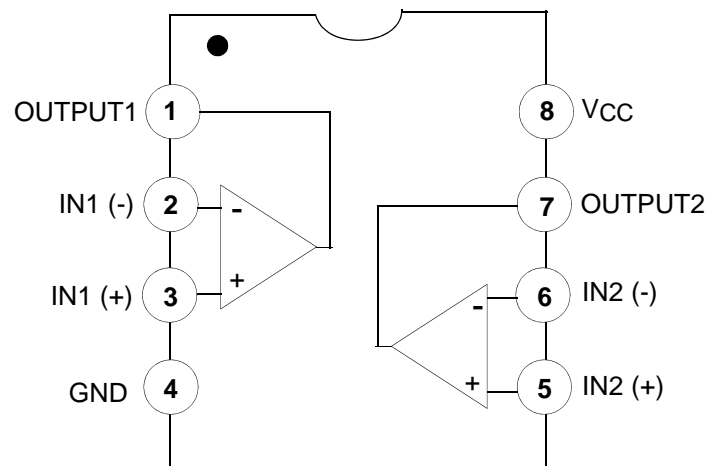 OUTPUT1
1
8
VCC
IN1 (-)
2
-
7
OUTPUT2
IN1 (+)
3
+
-
6
IN2 (-)
GND
4
+
5
IN2 (+)